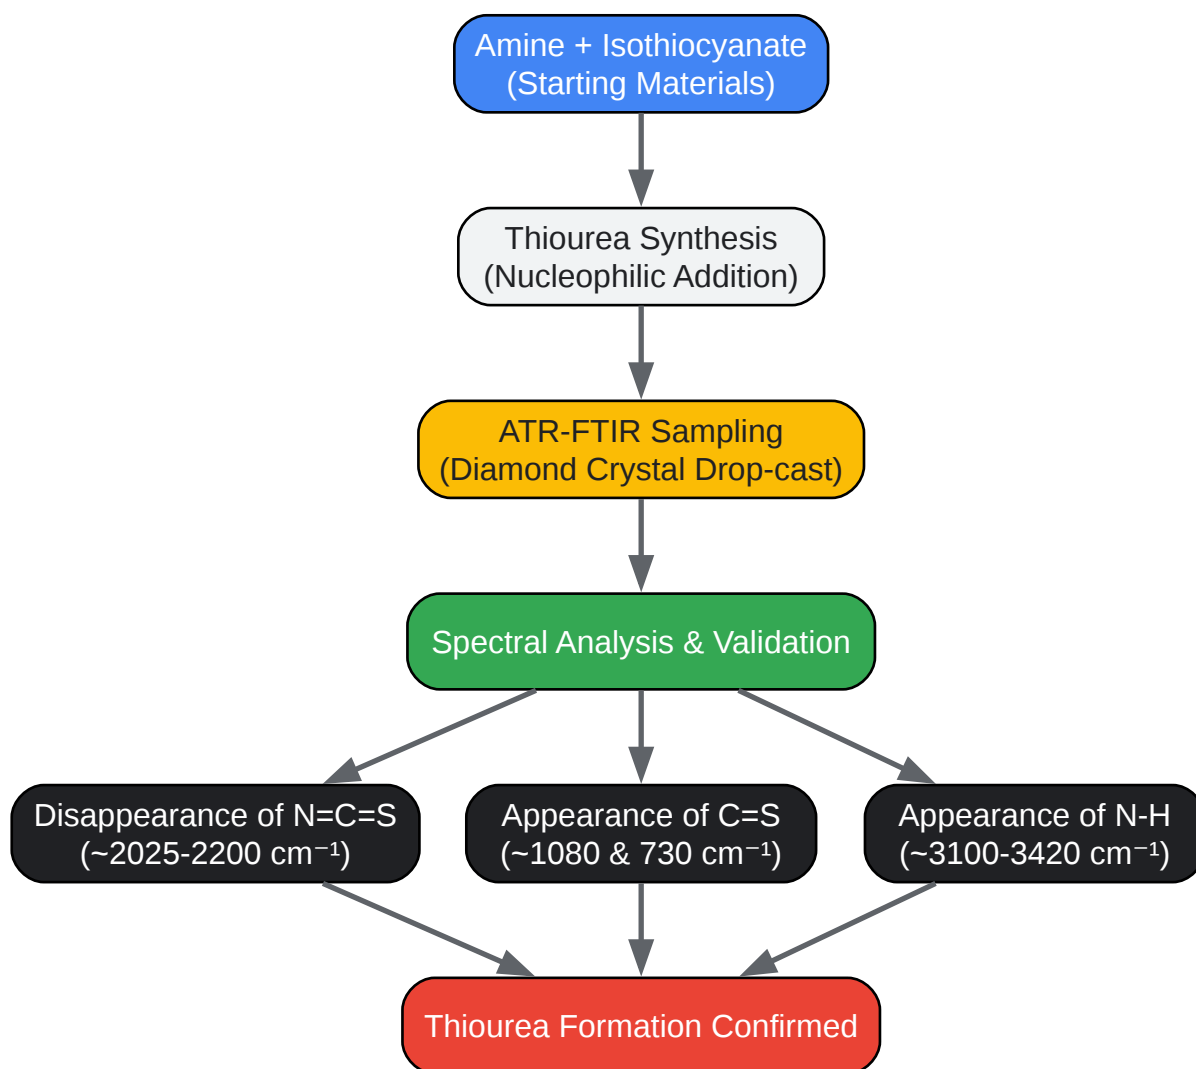 Amine + Isothiocyanate
(Starting Materials)
Thiourea Synthesis
(Nucleophilic Addition)
ATR-FTIR Sampling
(Diamond Crystal Drop-cast)
Spectral Analysis & Validation
Disappearance of N=C=S
(~2025-2200 cm⁻¹)
Appearance of C=S
(~1080 & 730 cm⁻¹)
Appearance of N-H
(~3100-3420 cm⁻¹)
Thiourea Formation Confirmed